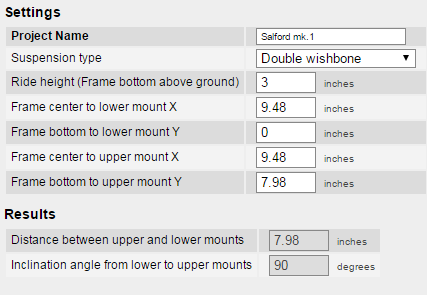 Settings
Project Name Salford mk.1
Suspension type Double wishbone
Ride height (Frame bottom above ground) 3 inches
Frame center to lower mount X 9.48 inches
Frame bottom to lower mount Y 0 inches
Frame center to upper mount X 9.48 inches
Frame bottom to upper mount Y 7.98 inches
Results
Distance between upper and lower mounts 7.98 inches
Inclination angle from lower to upper mounts 90 degrees